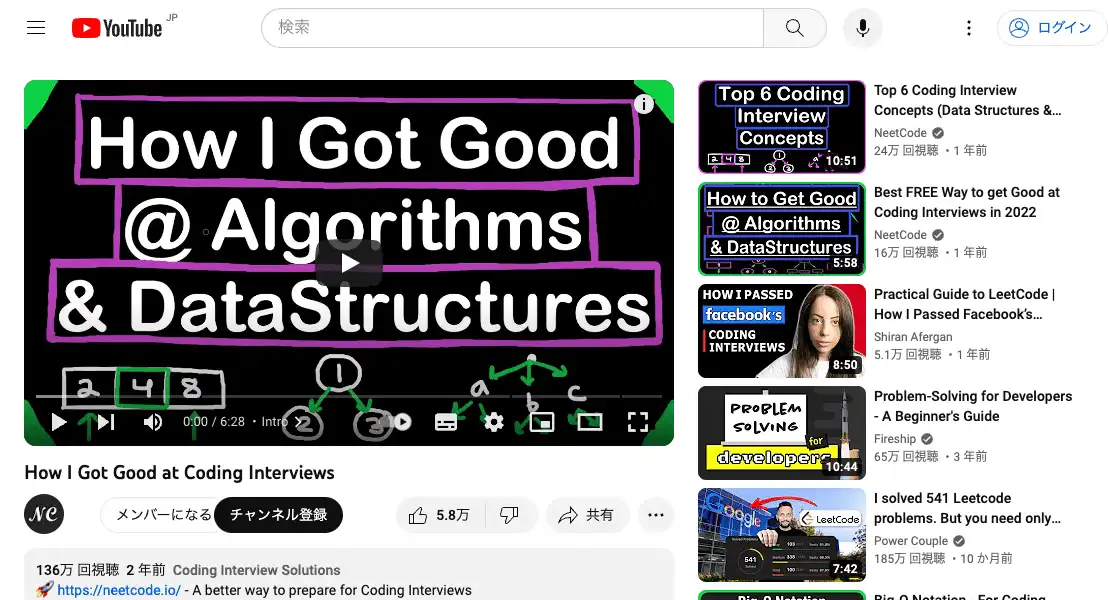 YouTube JP
検索
ログイン
How I Got Good
@ Algorithms
& DataStructures
2 4 8
1
2 3
a
b
c
0:00 / 6:28 • Intro
How I Got Good at Coding Interviews
NC
メンバーになる
チャンネル登録
5.8万
共有
136万 回視聴 2 年前 Coding Interview Solutions
🚀 https://neetcode.io/ - A better way to prepare for Coding Interviews
Top 6 Coding
Interview
Concepts
2 4 8
1
2 3
a
10:51
Top 6 Coding Interview
Concepts (Data Structures &...
NeetCode
24万 回視聴 • 1 年前
How to Get Good
@ Algorithms
& DataStructures
5:58
Best FREE Way to get Good at
Coding Interviews in 2022
NeetCode
16万 回視聴 • 1 年前
HOW I PASSED
facebook's
CODING
INTERVIEWS
8:50
Practical Guide to LeetCode |
How I Passed Facebook's...
Shiran Afergan
5.1万 回視聴 • 1 年前
PROBLEM
SOLVING
for
developers
10:44
Problem-Solving for Developers
- A Beginner's Guide
Fireship
65万 回視聴 • 3 年前
Google
LeetCode
541
7:42
I solved 541 Leetcode
problems. But you need only...
Power Couple
185万 回視聴 • 10 か月前
Big-O Notation
Big-O Notation - For Coding